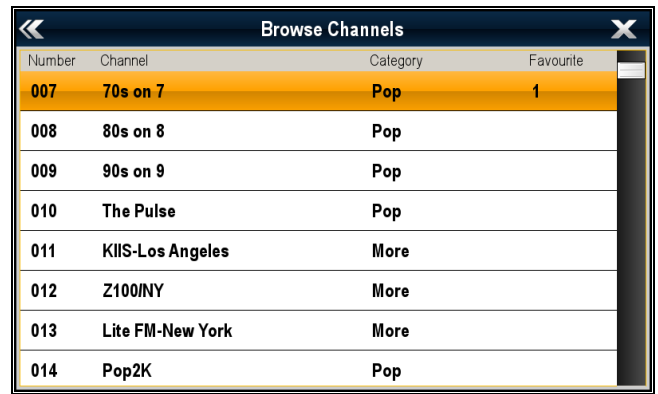 Browse Channels
Number Channel Category Favourite
007 70s on 7 Pop 1
008 80s on 8 Pop
009 90s on 9 Pop
010 The Pulse Pop
011 KIIS-Los Angeles More
012 Z100/NY More
013 Lite FM-New York More
014 Pop2K Pop